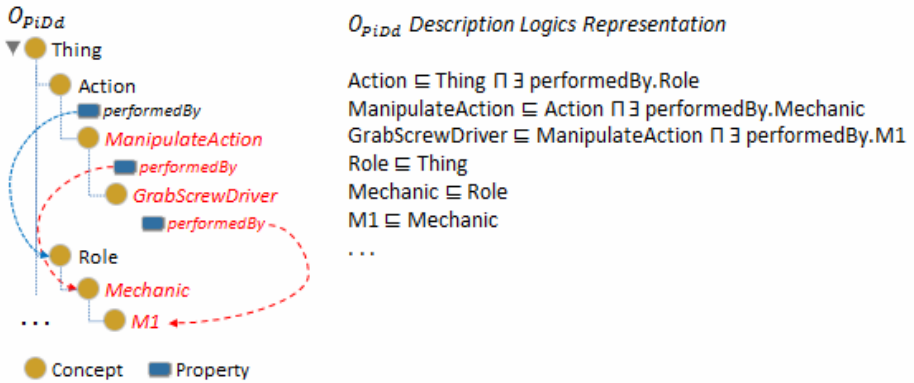 O_PiDd
Thing
Action
performedBy
ManipulateAction
performedBy
GrabScrewDriver
performedBy
Role
Mechanic
M1
...
Concept Property
O_PiDd Description Logics Representation
Action ⊑ Thing ⊓ ∃ performedBy.Role
ManipulateAction ⊑ Action ⊓ ∃ performedBy.Mechanic
GrabScrewDriver ⊑ ManipulateAction ⊓ ∃ performedBy.M1
Role ⊑ Thing
Mechanic ⊑ Role
M1 ⊑ Mechanic
...